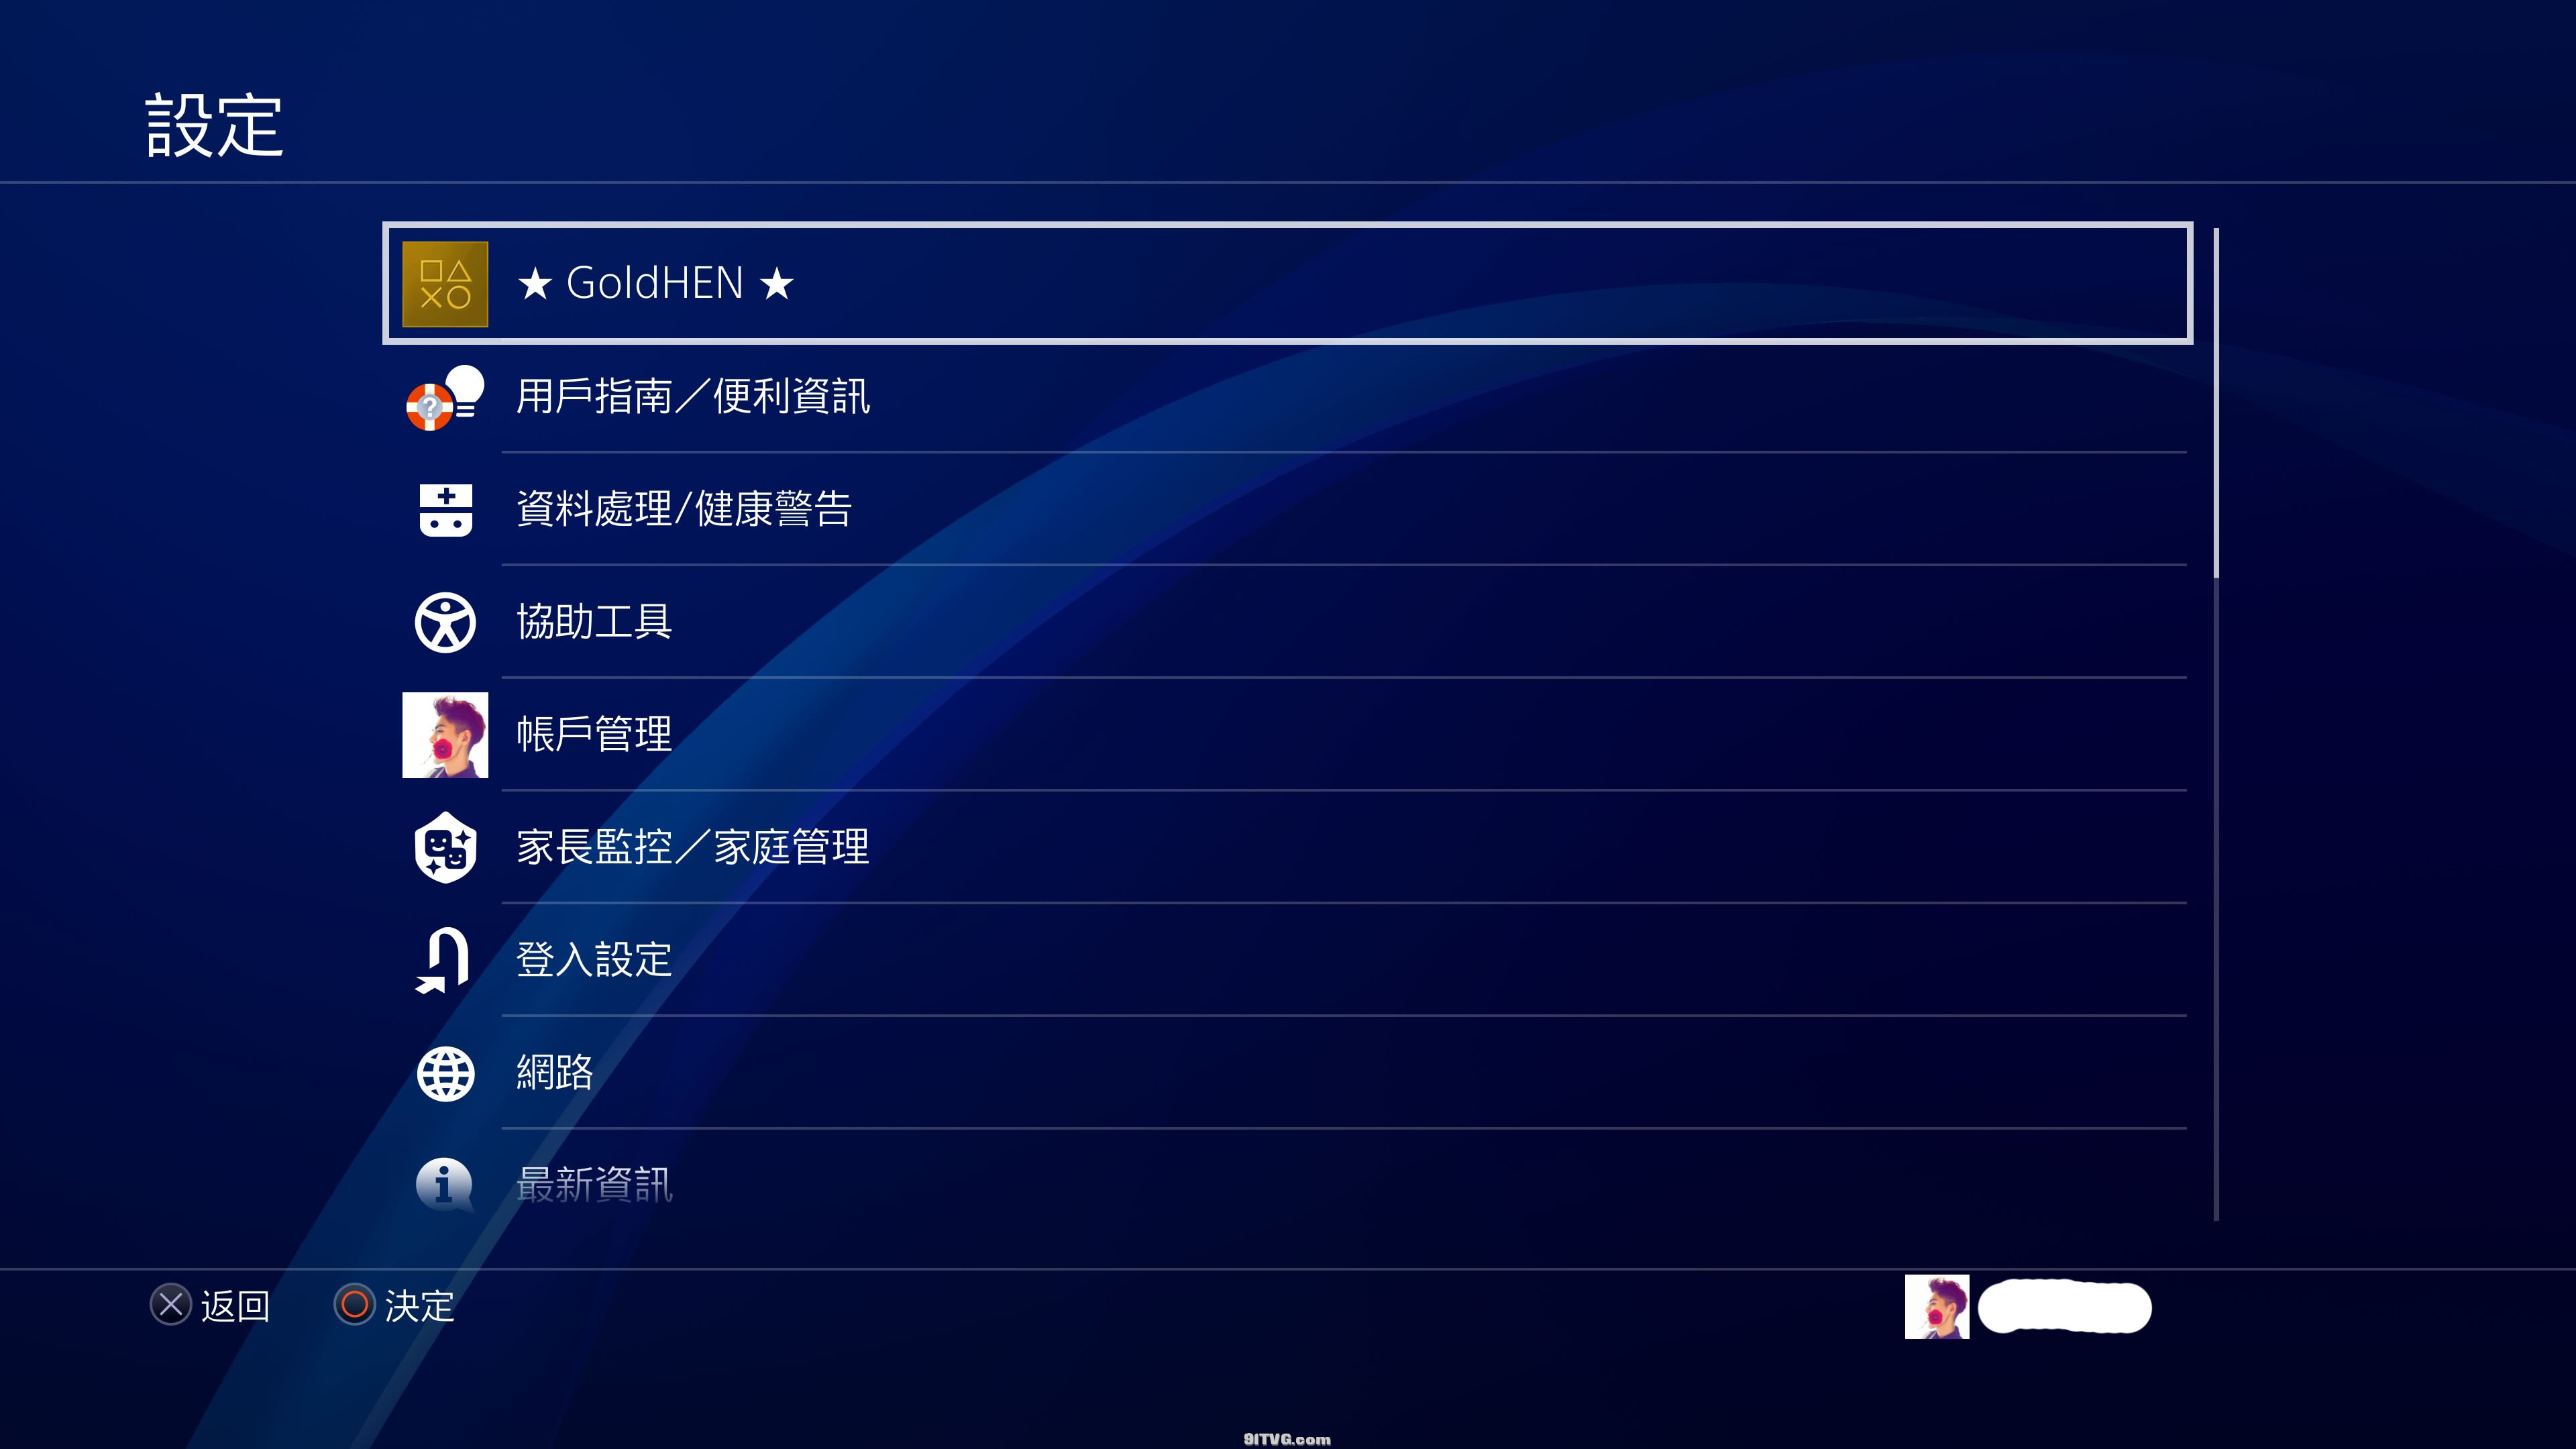 設定
★ GoldHEN ★
用戶指南／便利資訊
資料處理/健康警告
協助工具
帳戶管理
家長監控／家庭管理
登入設定
網路
最新資訊
返回 決定
91TVG.com